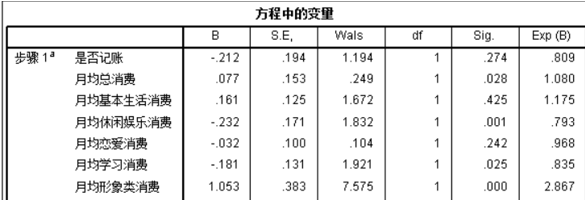 方程中的变量
B S.E, Wals df Sig. Exp (B)
步骤 1a 是否记账 -.212 .194 1.194 1 .274 .809
月均总消费 .077 .153 .249 1 .028 1.080
月均基本生活消费 .161 .125 1.672 1 .425 1.175
月均休闲娱乐消费 -.232 .171 1.832 1 .001 .793
月均恋爱消费 -.032 .100 .104 1 .242 .968
月均学习消费 -.181 .131 1.921 1 .025 .835
月均形象类消费 1.053 .383 7.575 1 .000 2.867